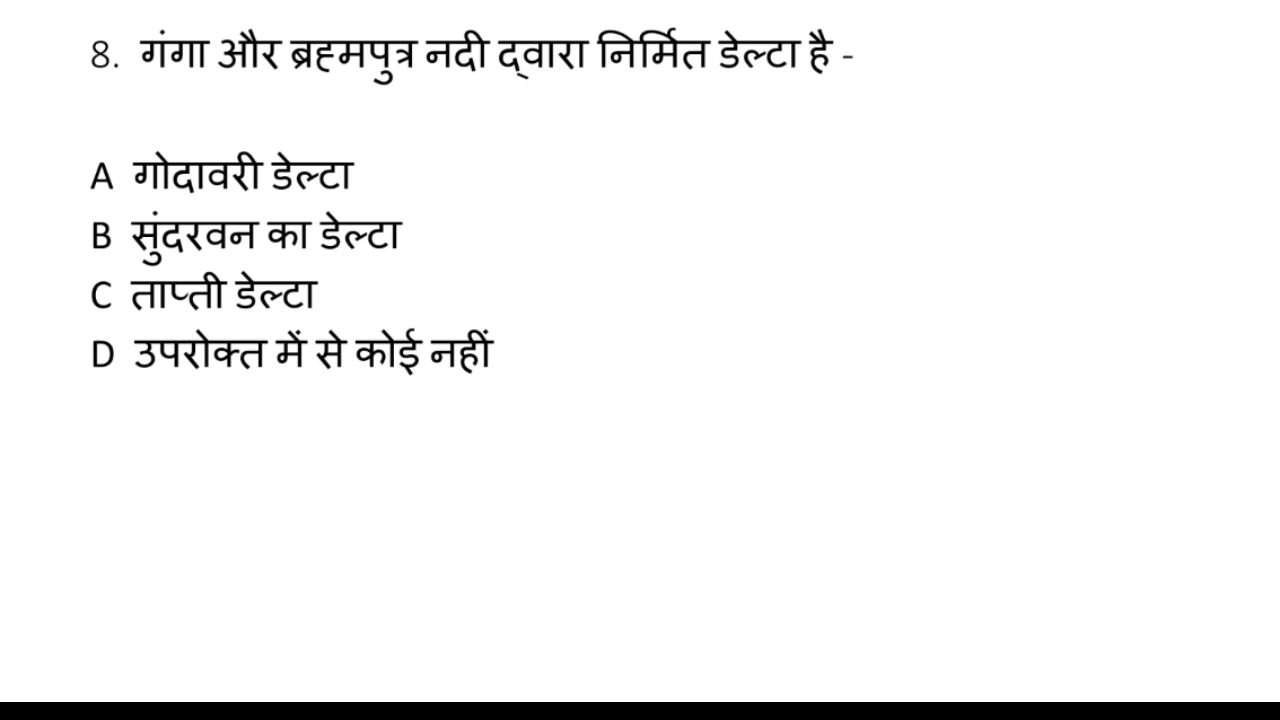 8. गंगा और ब्रह्मपुत्र नदी द्वारा निर्मित डेल्टा है -
A गोदावरी डेल्टा
B सुंदरवन का डेल्टा
C ताप्ती डेल्टा
D उपरोक्त में से कोई नहीं